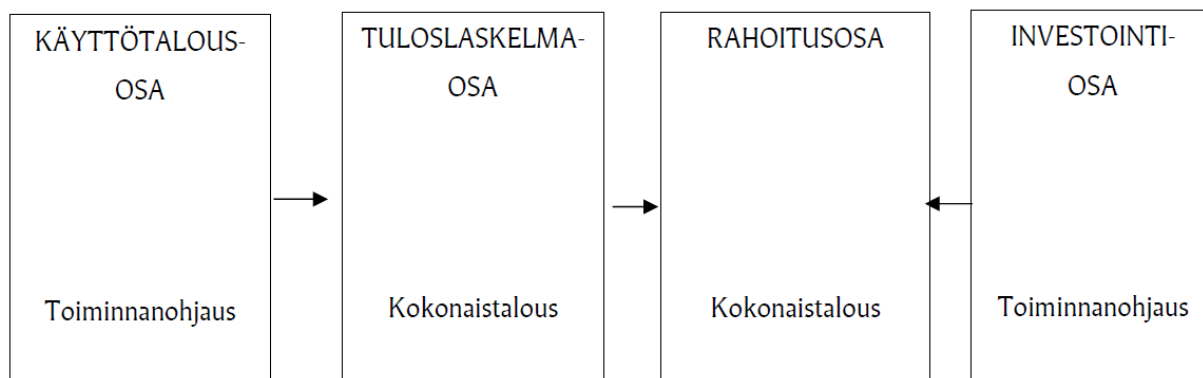 KÄYTTÖTALOUS-
OSA
Toiminnanohjaus
TULOSLASKELMA-
OSA
Kokonaistalous
RAHOITUSOSA
Kokonaistalous
INVESTOINTI-
OSA
Toiminnanohjaus